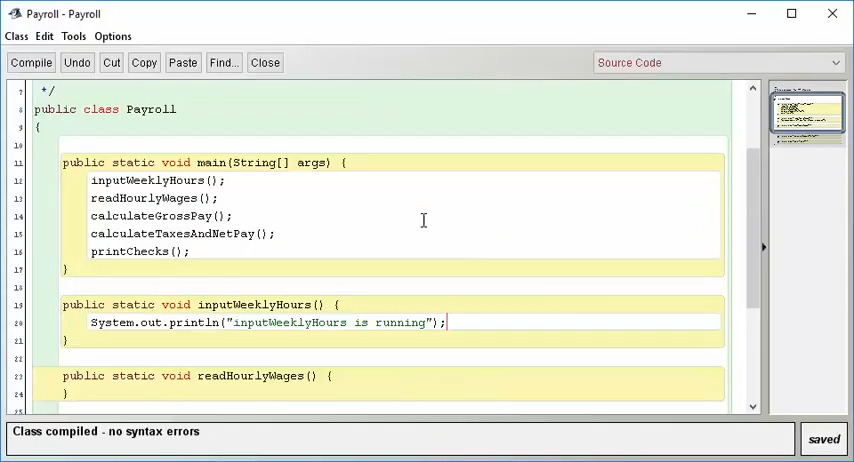 Payroll - Payroll
Class Edit Tools Options
Compile Undo Cut Copy Paste Find... Close Source Code
7 */
8 public class Payroll
9 {
10
11 public static void main(String[] args) {
12 inputWeeklyHours();
13 readHourlyWages();
14 calculateGrossPay();
15 calculateTaxesAndNetPay();
16 printChecks();
17 }
18
19 public static void inputWeeklyHours() {
20 System.out.println("inputWeeklyHours is running");
21 }
22
23 public static void readHourlyWages() {
24 }
25
Class compiled - no syntax errors
saved